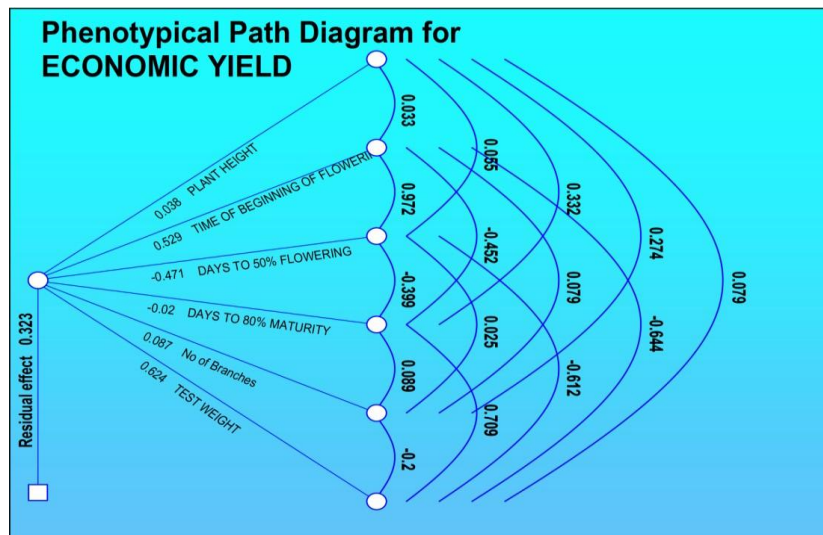 Phenotypical Path Diagram for
ECONOMIC YIELD
0.038 PLANT HEIGHT
0.529 TIME OF BEGINNING OF FLOWERIN
-0.471 DAYS TO 50% FLOWERING
-0.02 DAYS TO 80% MATURITY
0.087 No of Branches
0.624 TEST WEIGHT
Residual effect 0.323
0.033
0.972
-0.399
0.089
-0.2
0.055
-0.452
0.025
0.709
0.332
0.079
-0.612
0.274
-0.644
0.079